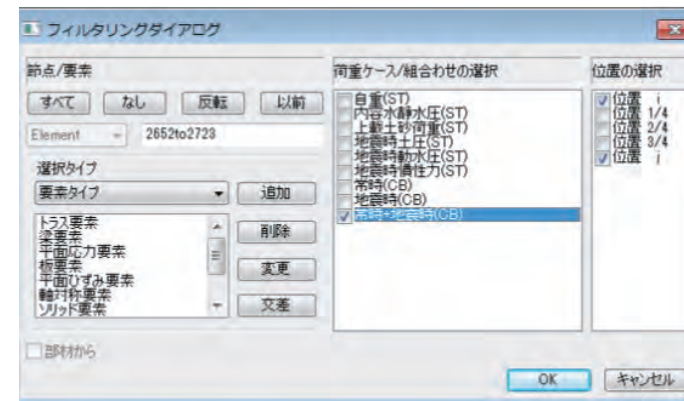 フィルタリングダイアログ
節点/要素
すべて
なし
反転
以前
Element
2652to2723
選択タイプ
要素タイプ
追加
トラス要素
梁要素
平面応力要素
板要素
平面ひずみ要素
軸対称要素
ソリッド要素
削除
変更
交差
部材から
荷重ケース/組合わせの選択
自重(ST)
内容水静水圧(ST)
上載土砂荷重(ST)
地震時土圧(ST)
地震時動水圧(ST)
地震時慣性力(ST)
常時(CB)
地震時(CB)
常時+地震時(CB)
位置の選択
位置 i
位置 1/4
位置 2/4
位置 3/4
位置 j
OK
キャンセル